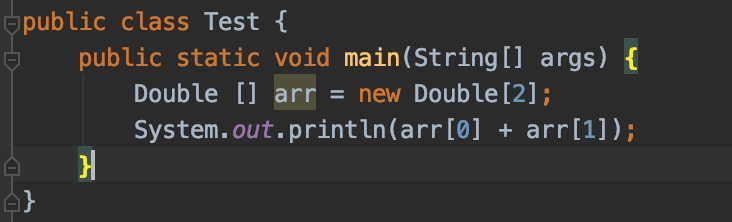 public class Test {
    public static void main(String[] args) {
        Double [] arr = new Double[2];
        System.out.println(arr[0] + arr[1]);
    }
}